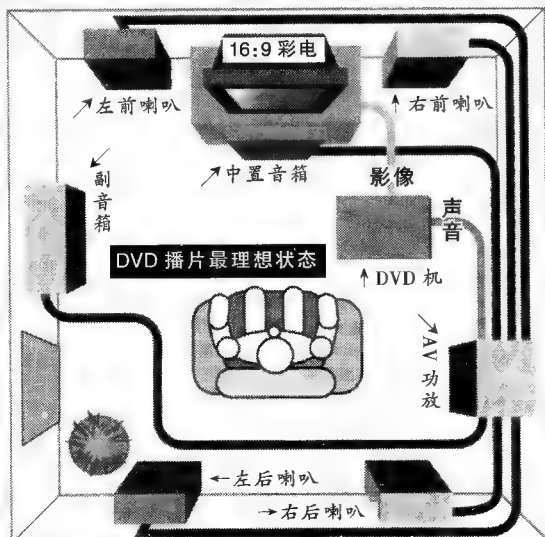 16:9彩电
左前喇叭
右前喇叭
中置音箱
影像
副音箱
声音
DVD 播片最理想状态
DVD 机
AV功放
左后喇叭
右后喇叭